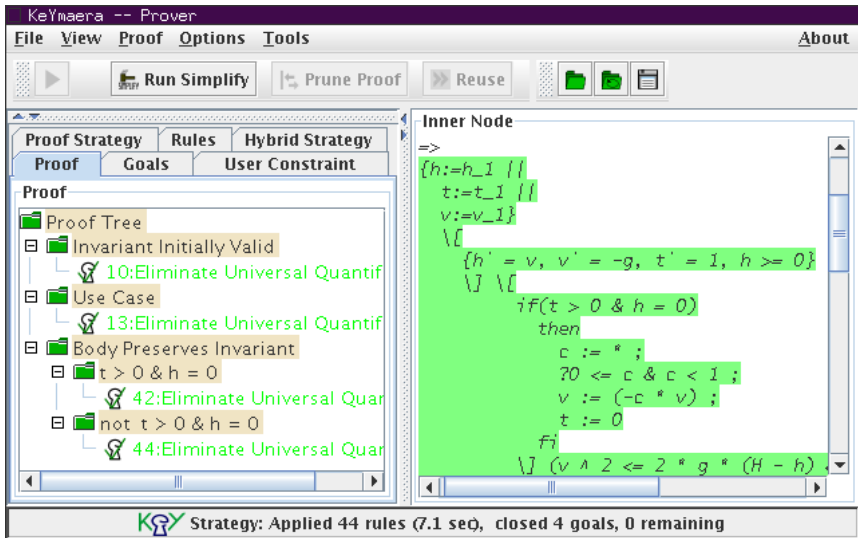 KeYmaera -- Prover
File View Proof Options Tools About
Run Simplify Prune Proof Reuse
Proof Strategy Rules Hybrid Strategy
Proof Goals User Constraint
Proof
Proof Tree
Invariant Initially Valid
10:Eliminate Universal Quantif
Use Case
13:Eliminate Universal Quantif
Body Preserves Invariant
t > 0 & h = 0
42:Eliminate Universal Quar
not t > 0 & h = 0
44:Eliminate Universal Quar
Inner Node
=>
{h:=h_1 ||
t:=t_1 ||
v:=v_1}
\[
{h' = v, v' = -g, t' = 1, h >= 0}
\] \[
if(t > 0 & h = 0)
then
c := * ;
?0 <= c & c < 1 ;
v := (-c * v) ;
t := 0
fi
\] (v ^ 2 <= 2 * g * (H - h)
KeY Strategy: Applied 44 rules (7.1 sec), closed 4 goals, 0 remaining